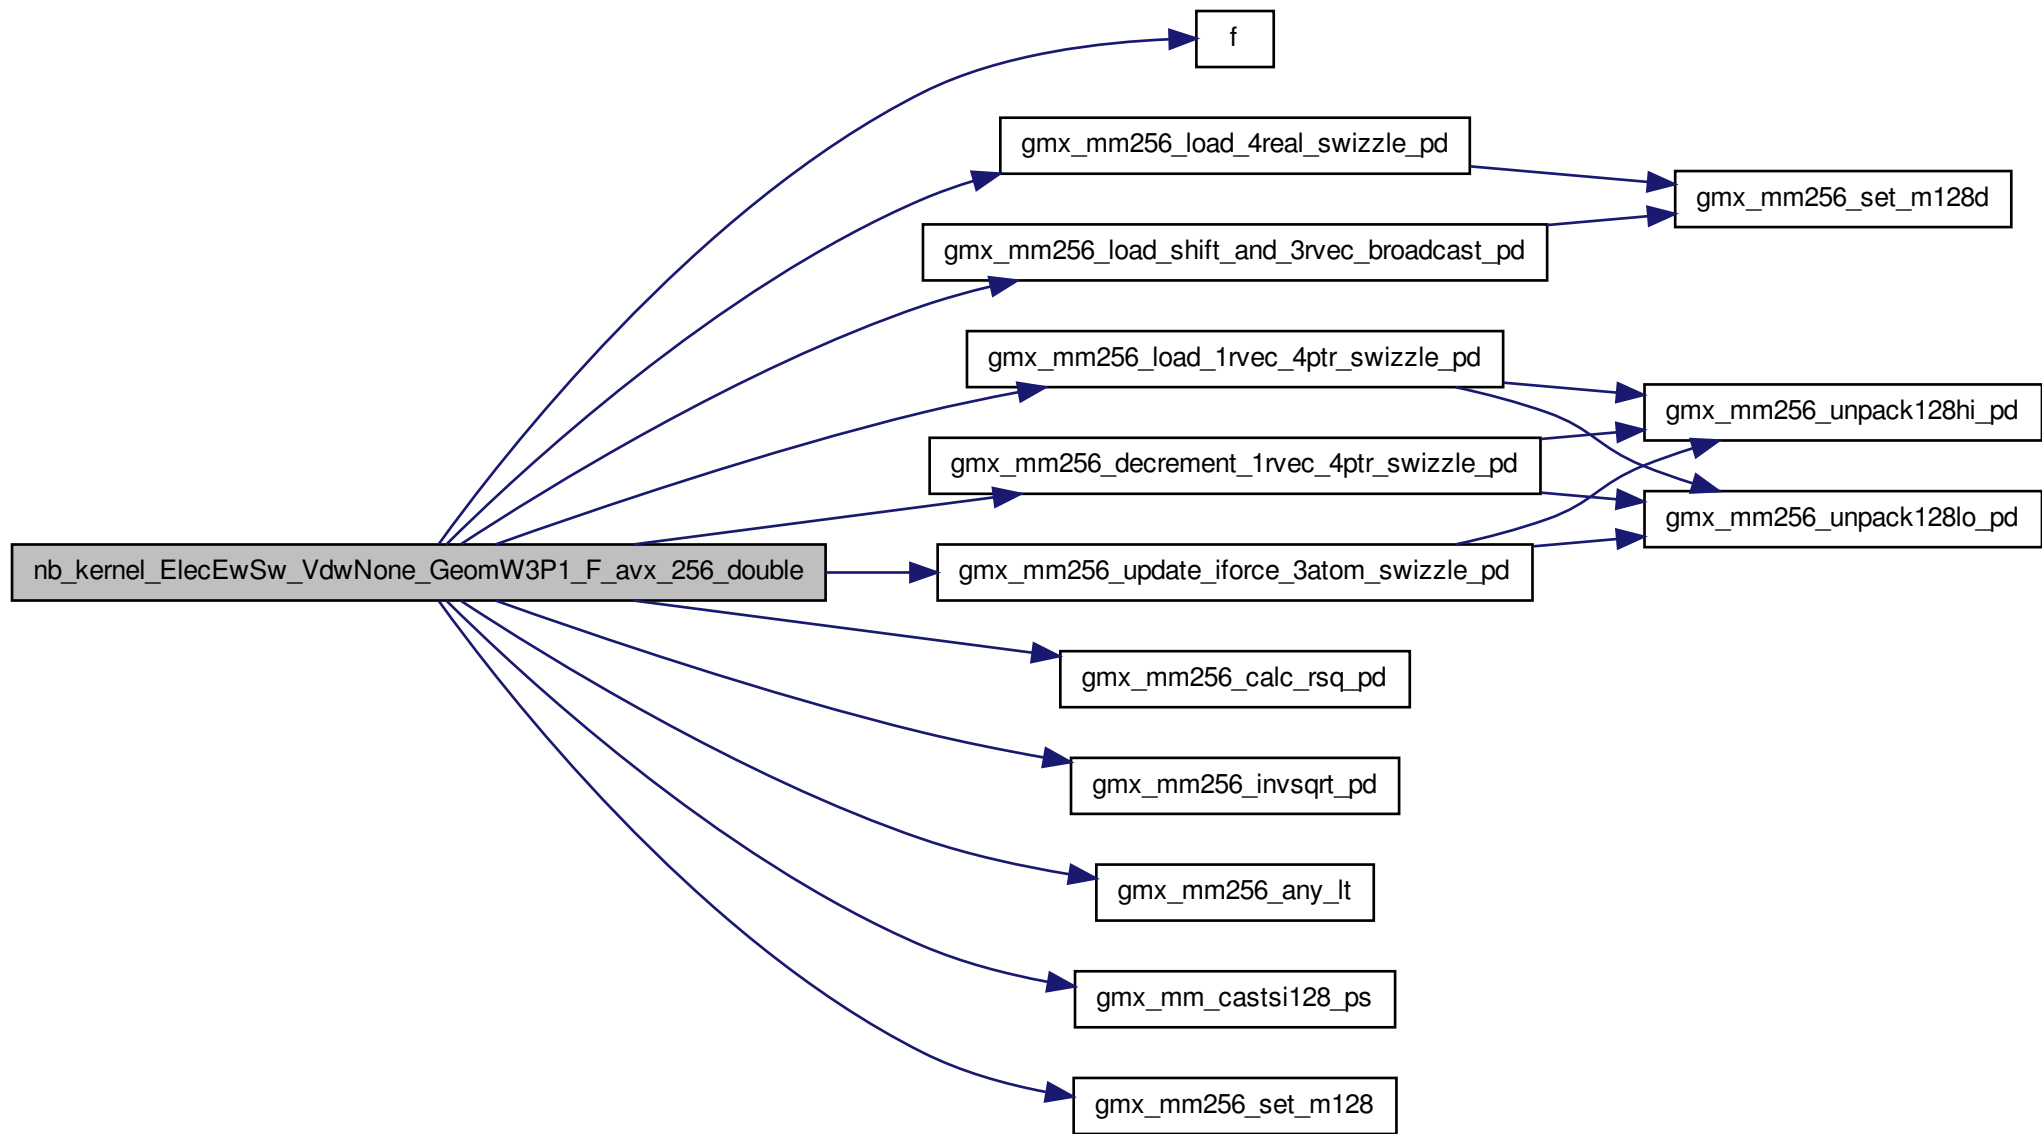 f
gmx_mm256_load_4real_swizzle_pd
gmx_mm256_set_m128d
gmx_mm256_load_shift_and_3rvec_broadcast_pd
gmx_mm256_load_1rvec_4ptr_swizzle_pd
gmx_mm256_unpack128hi_pd
gmx_mm256_decrement_1rvec_4ptr_swizzle_pd
gmx_mm256_unpack128lo_pd
nb_kernel_ElecEwSw_VdwNone_GeomW3P1_F_avx_256_double
gmx_mm256_update_iforce_3atom_swizzle_pd
gmx_mm256_calc_rsq_pd
gmx_mm256_invsqrt_pd
gmx_mm256_any_lt
gmx_mm_castsi128_ps
gmx_mm256_set_m128